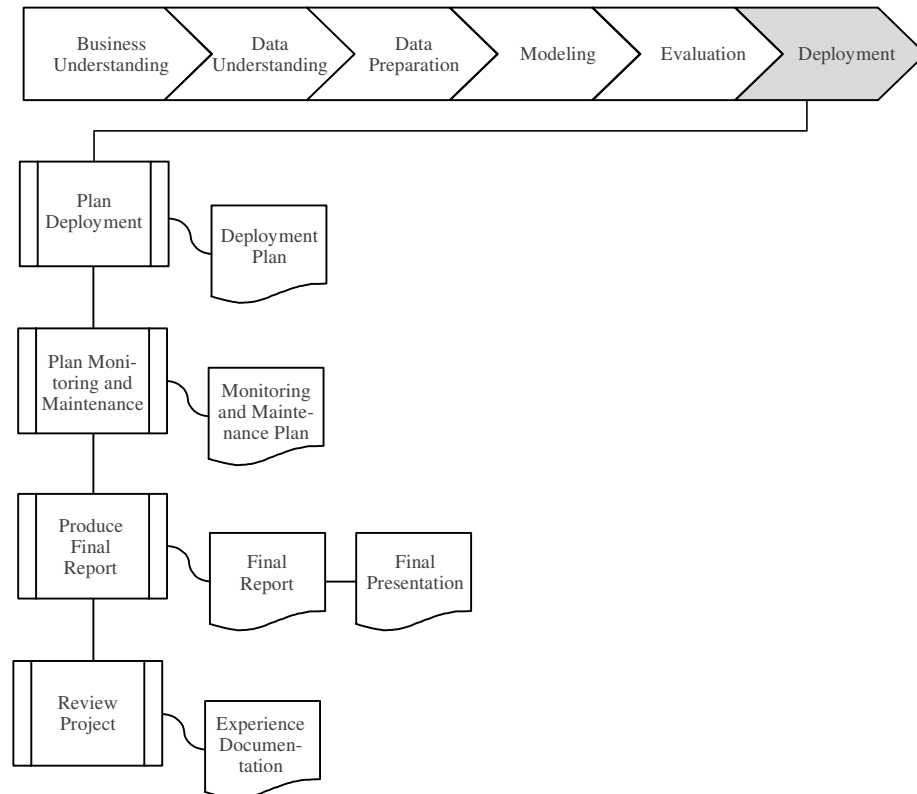 Business
Understanding
Data
Understanding
Data
Preparation
Modeling
Evaluation
Deployment
Plan
Deployment
Deployment
Plan
Plan Moni-
toring and
Maintenance
Monitoring
and Mainte-
nance Plan
Produce
Final
Report
Final
Report
Final
Presentation
Review
Project
Experience
Documen-
tation